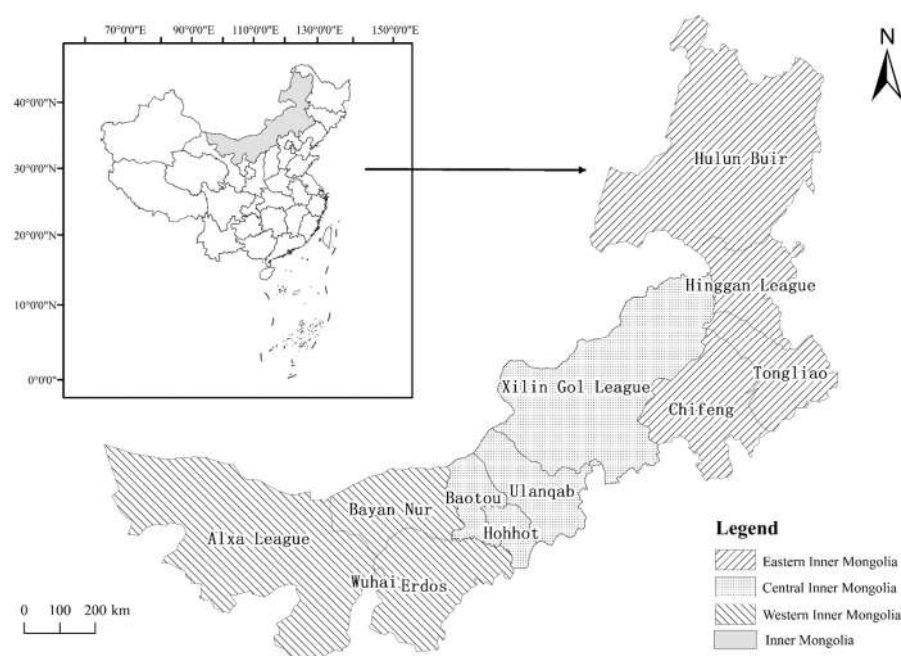 70°0'0"E 90°0'0"E 110°0'0"E 130°0'0"E 150°0'0"E
40°0'0"N
30°0'0"N
20°0'0"N
10°0'0"N
0°0'0"
N
Hulun Buir
Hinggan League
Xilin Gol League
Tongliao
Chifeng
Ulanqab
Baotou
Bayan Nur
Hohhot
Alxa League
Wuhai
Erdos
0 100 200 km
Legend
Eastern Inner Mongolia
Central Inner Mongolia
Western Inner Mongolia
Inner Mongolia